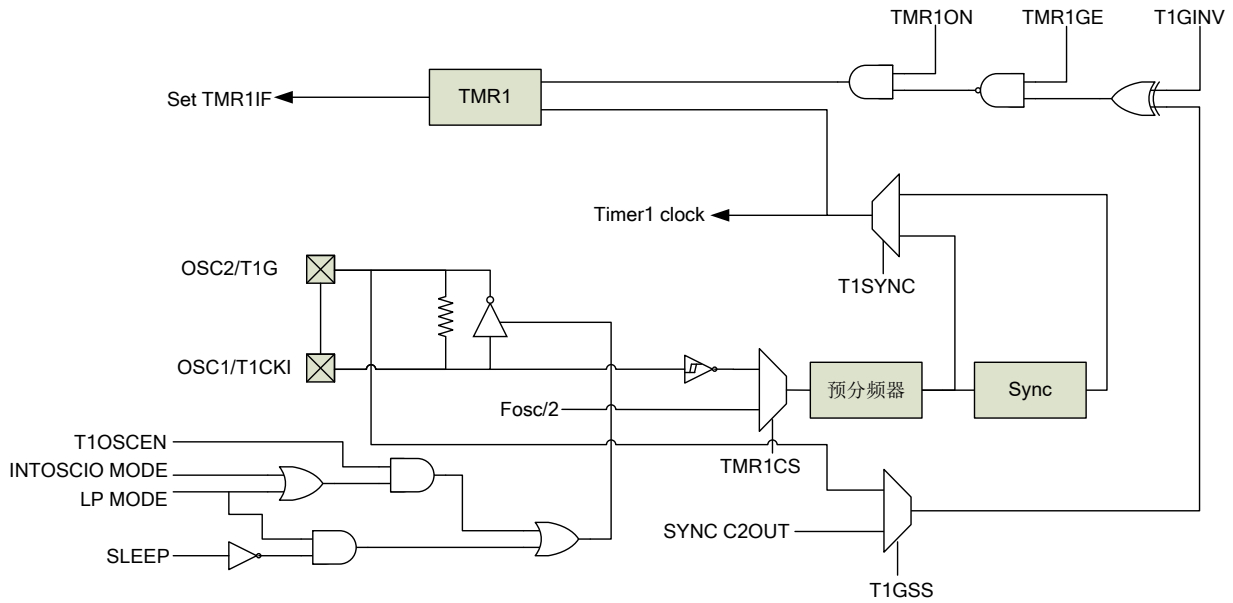 TMR1ON
TMR1GE
T1GINV
Set TMR1IF
TMR1
Timer1 clock
T1SYNC
OSC2/T1G
OSC1/T1CKI
Fosc/2
预分频器
Sync
TMR1CS
T1OSCEN
INTOSCIO MODE
LP MODE
SLEEP
SYNC C2OUT
T1GSS